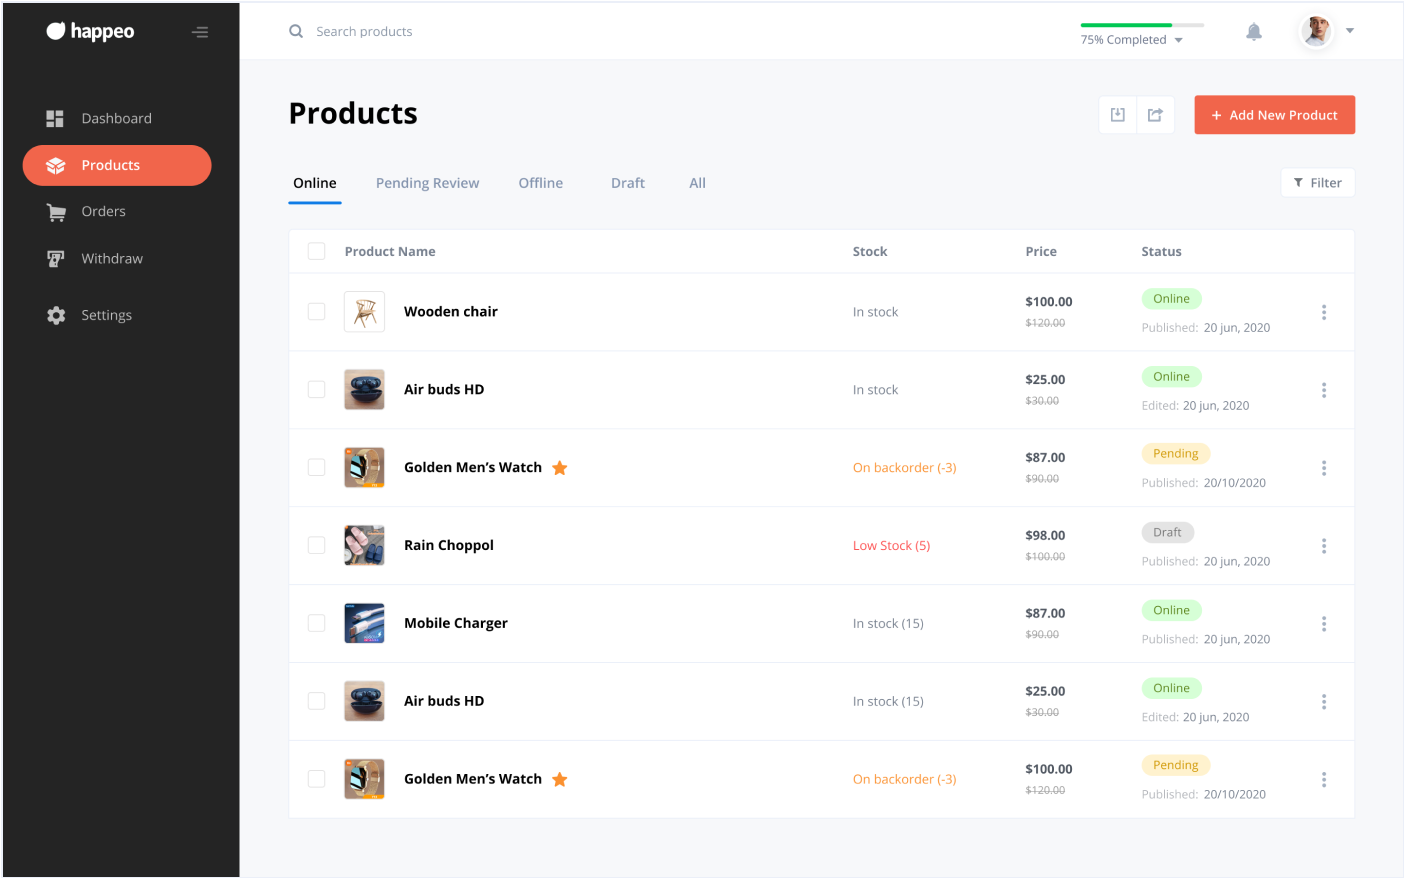 happeo
Search products
75% Completed
Dashboard
Products
Orders
Withdraw
Settings
Products
+ Add New Product
Online Pending Review Offline Draft All
Filter
Product Name Stock Price Status
Wooden chair In stock $100.00 $120.00 Online
Published: 20 jun, 2020
Air buds HD In stock $25.00 $30.00 Online
Edited: 20 jun, 2020
Golden Men’s Watch On backorder (-3) $87.00 $90.00 Pending
Published: 20/10/2020
Rain Choppol Low Stock (5) $98.00 $100.00 Draft
Published: 20 jun, 2020
Mobile Charger In stock (15) $87.00 $90.00 Online
Published: 20 jun, 2020
Air buds HD In stock (15) $25.00 $30.00 Online
Edited: 20 jun, 2020
Golden Men’s Watch On backorder (-3) $100.00 $120.00 Pending
Published: 20/10/2020